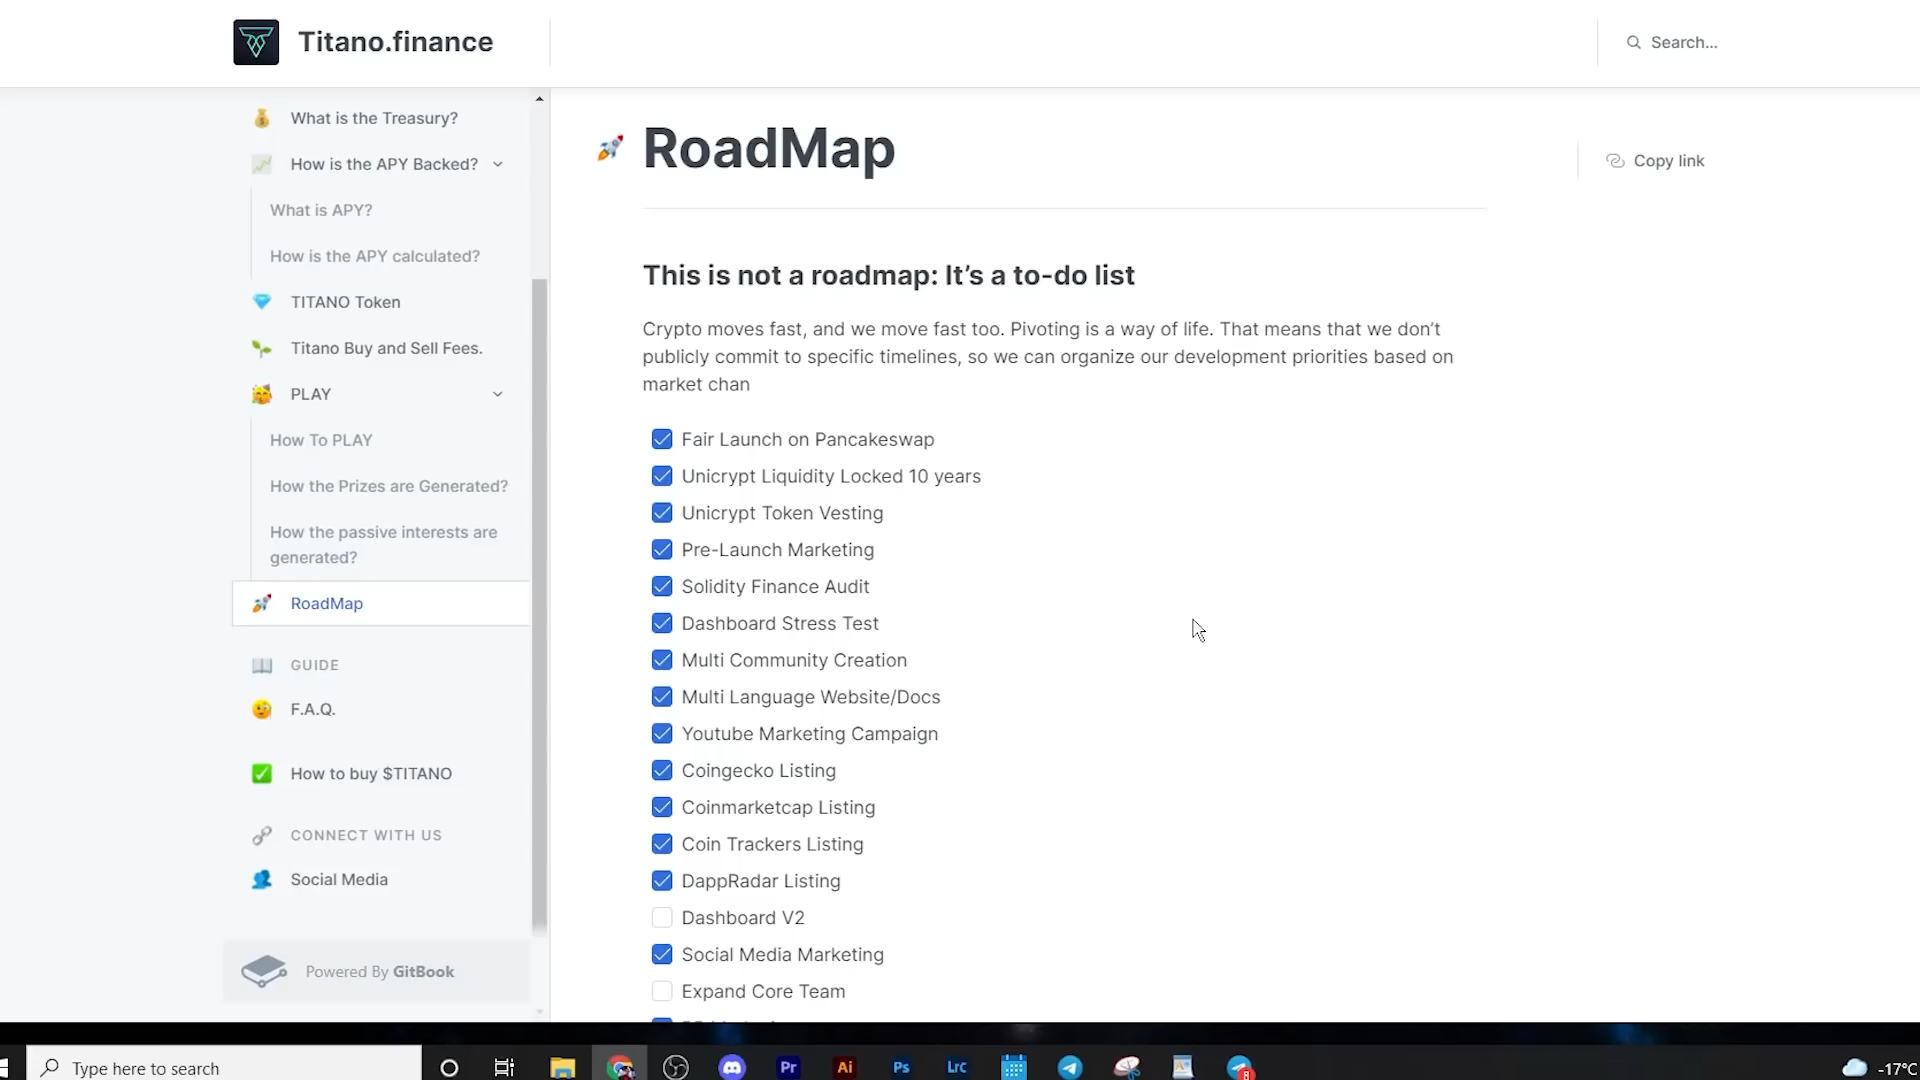 Titano.finance
Search...
What is the Treasury?
How is the APY Backed?
What is APY?
How is the APY calculated?
TITANO Token
Titano Buy and Sell Fees.
PLAY
How To PLAY
How the Prizes are Generated?
How the passive interests are
generated?
RoadMap
GUIDE
F.A.Q.
How to buy $TITANO
CONNECT WITH US
Social Media
Powered By GitBook
RoadMap
Copy link
This is not a roadmap: It’s a to-do list
Crypto moves fast, and we move fast too. Pivoting is a way of life. That means that we don’t
publicly commit to specific timelines, so we can organize our development priorities based on
market chan
Fair Launch on Pancakeswap
Unicrypt Liquidity Locked 10 years
Unicrypt Token Vesting
Pre-Launch Marketing
Solidity Finance Audit
Dashboard Stress Test
Multi Community Creation
Multi Language Website/Docs
Youtube Marketing Campaign
Coingecko Listing
Coinmarketcap Listing
Coin Trackers Listing
DappRadar Listing
Dashboard V2
Social Media Marketing
Expand Core Team
Type here to search
Pr
Ai
Ps
Lrc
8
-17°C